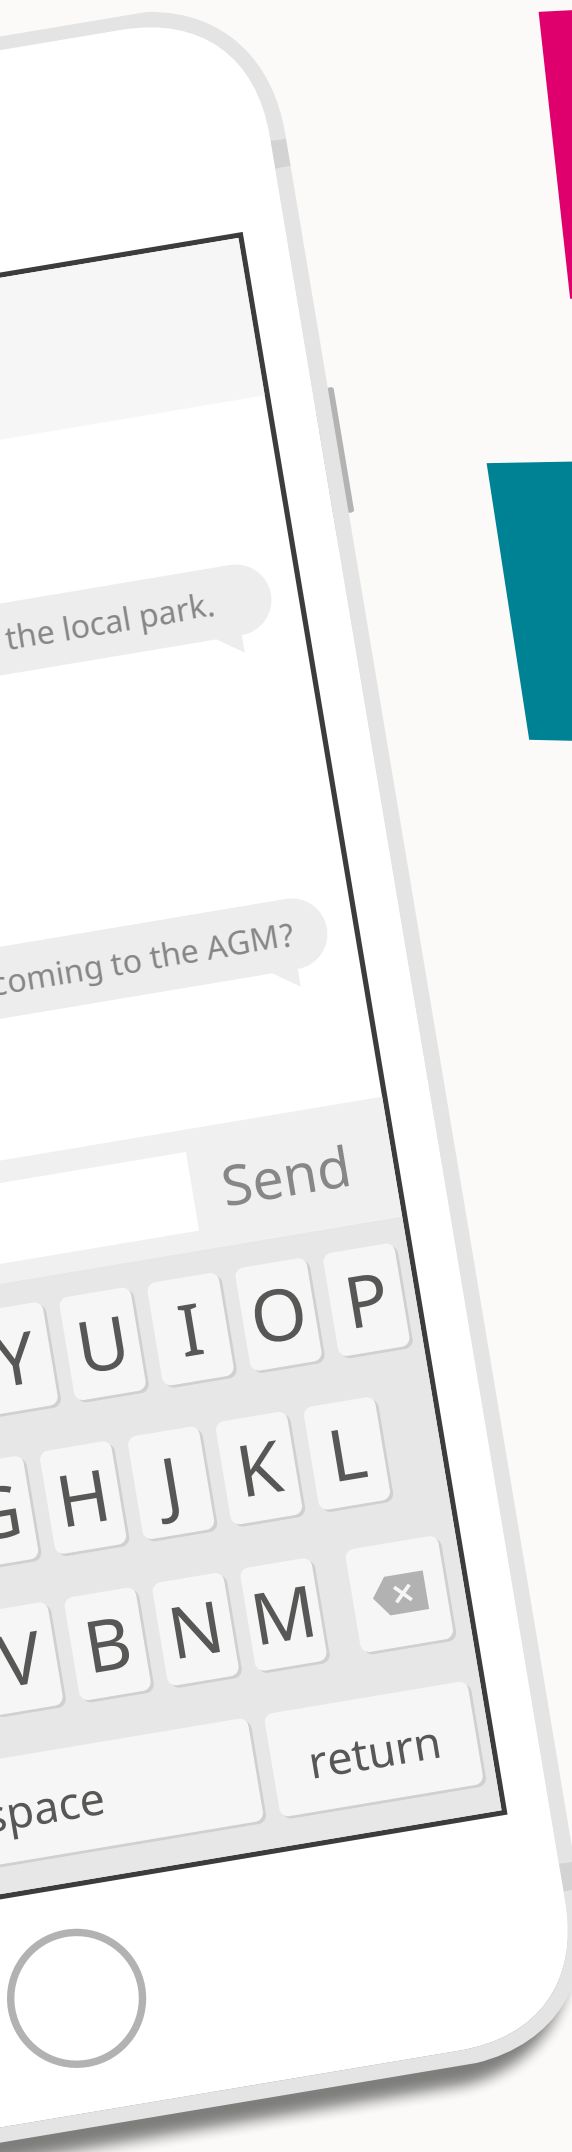 the local park.
coming to the AGM?
Send
Y U I O P
G H J K L
V B N M
space return